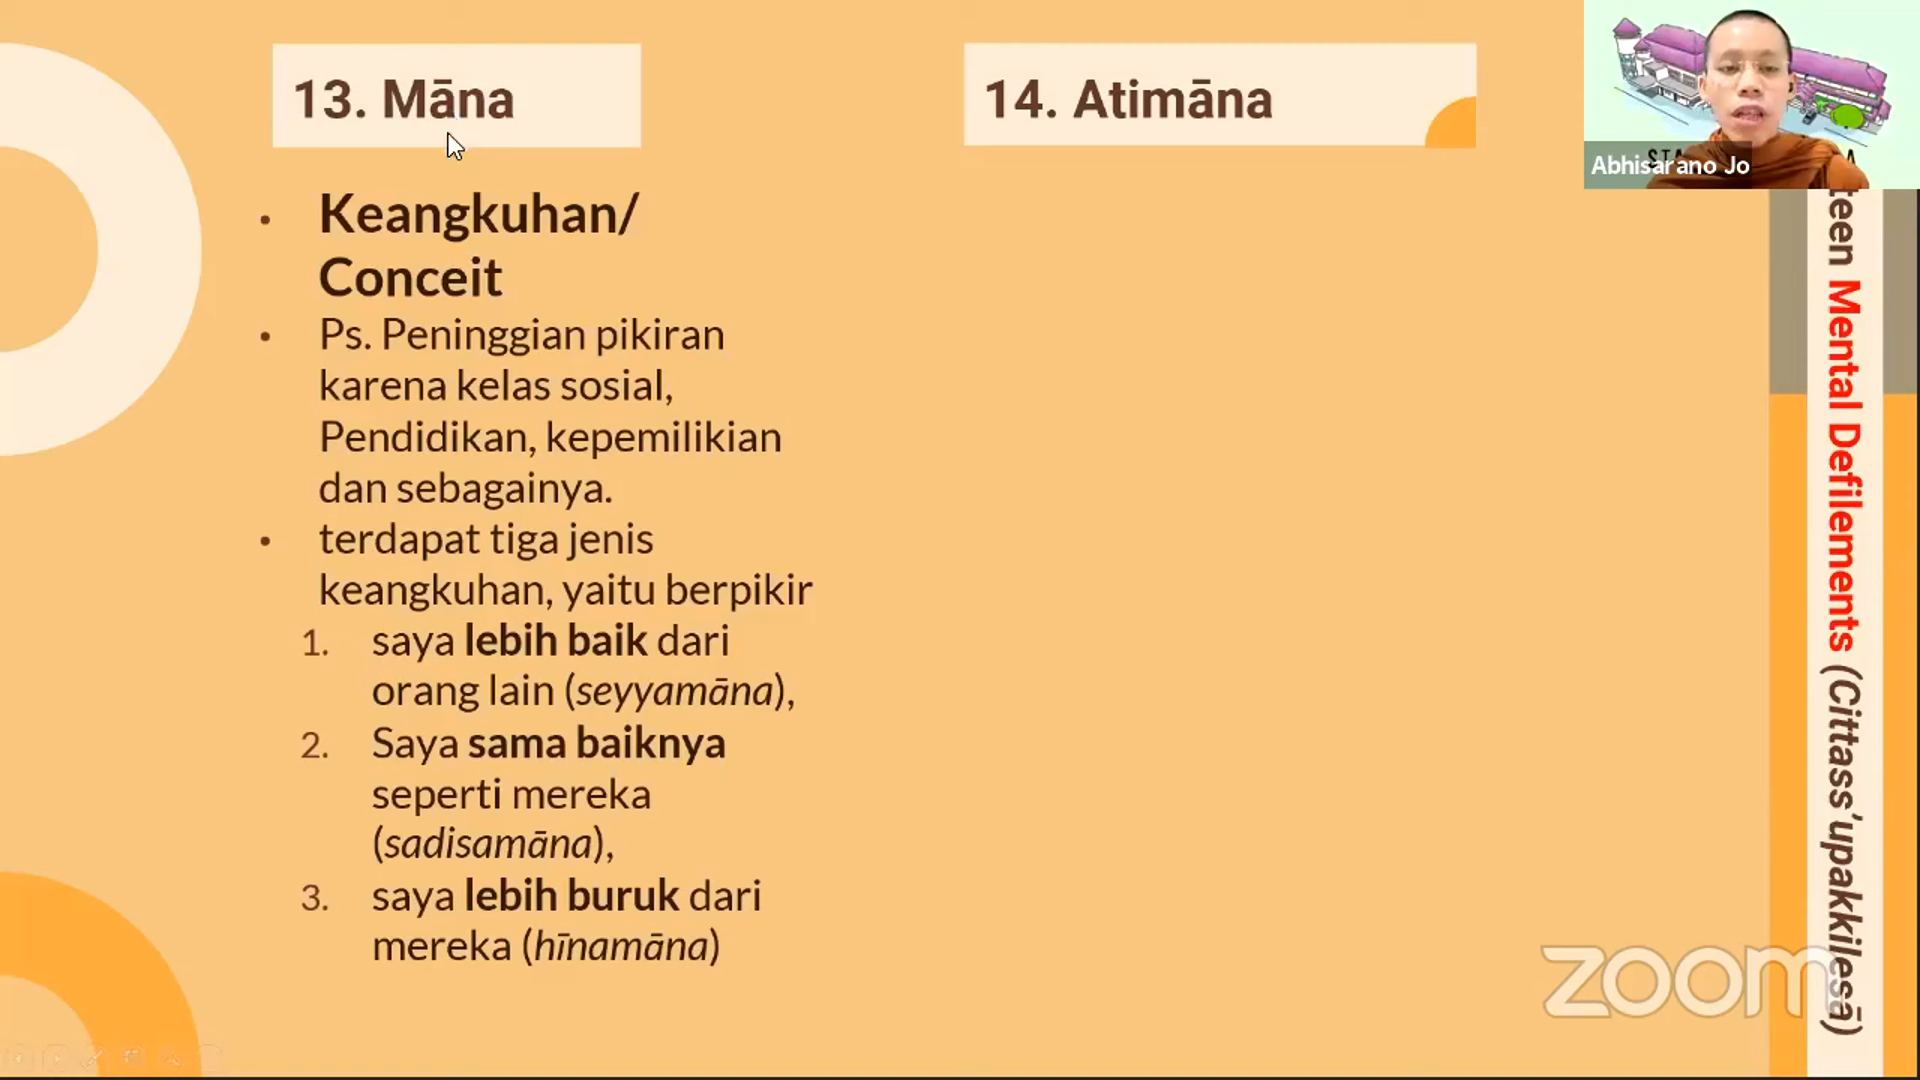 13. Māna
Keangkuhan/
Conceit
Ps. Peninggian pikiran
karena kelas sosial,
Pendidikan, kepemilikian
dan sebagainya.
terdapat tiga jenis
keangkuhan, yaitu berpikir
1. saya lebih baik dari
orang lain (seyyamāna),
2. Saya sama baiknya
seperti mereka
(sadisamāna),
3. saya lebih buruk dari
mereka (hīnamāna)
14. Atimāna
Abhisarano Jo
teen Mental Defilements (Cittass'upakkilesā)
zoom